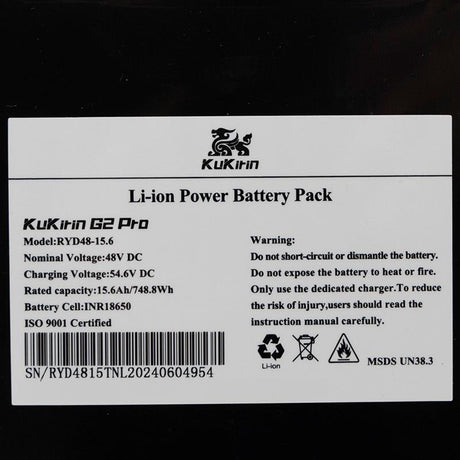 KuKirin
Li-ion Power Battery Pack
KuKirin G2 Pro
Model:RYD48-15.6
Nominal Voltage:48V DC
Charging Voltage:54.6V DC
Rated capacity:15.6Ah/748.8Wh
Battery Cell:INR18650
ISO 9001 Certified
SN/RYD4815TNL20240604954
Warning:
Do not short-circuit or dismantle the battery.
Do not expose the battery to heat or fire.
Only use the dedicated charger.To reduce
the risk of injury,users should read the
instruction manual carefully.
Li-ion
MSDS UN38.3